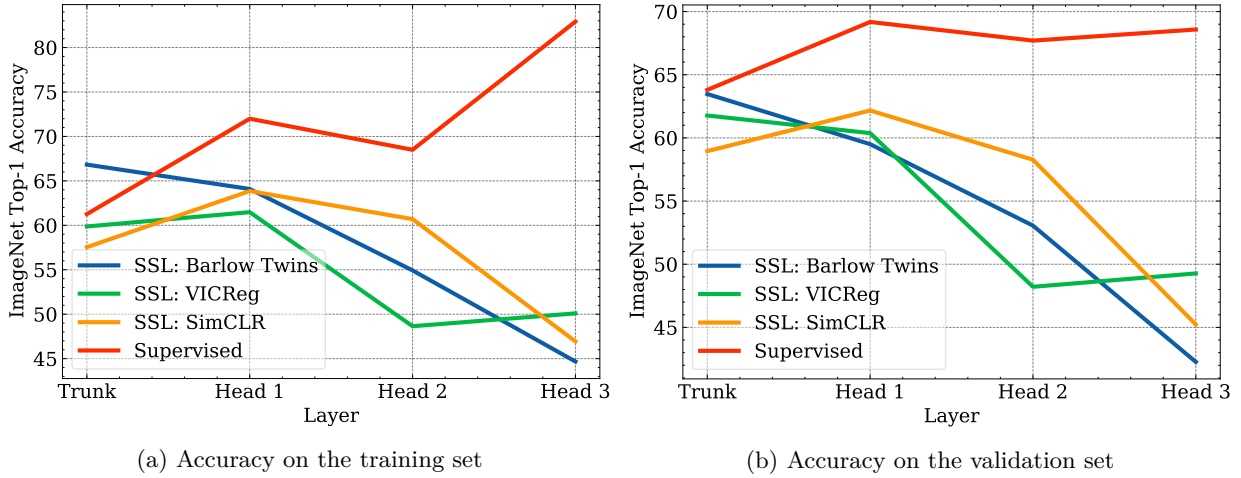 ImageNet Top-1 Accuracy
80
75
70
65
60
55
50
45
SSL: Barlow Twins
SSL: VICReg
SSL: SimCLR
Supervised
Trunk Head 1 Head 2 Head 3
Layer
(a) Accuracy on the training set
ImageNet Top-1 Accuracy
70
65
60
55
50
45
SSL: Barlow Twins
SSL: VICReg
SSL: SimCLR
Supervised
Trunk Head 1 Head 2 Head 3
Layer
(b) Accuracy on the validation set